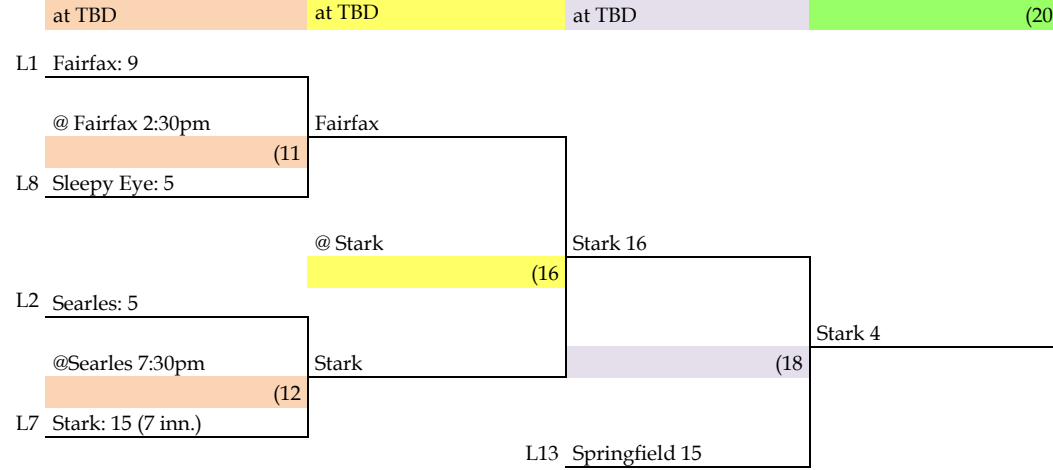 at TBD at TBD at TBD (20
L1 Fairfax: 9
@ Fairfax 2:30pm Fairfax
(11
L8 Sleepy Eye: 5
@ Stark Stark 16
(16
L2 Searles: 5
Stark 4
@Searles 7:30pm Stark (18
(12
L7 Stark: 15 (7 inn.)
L13 Springfield 15